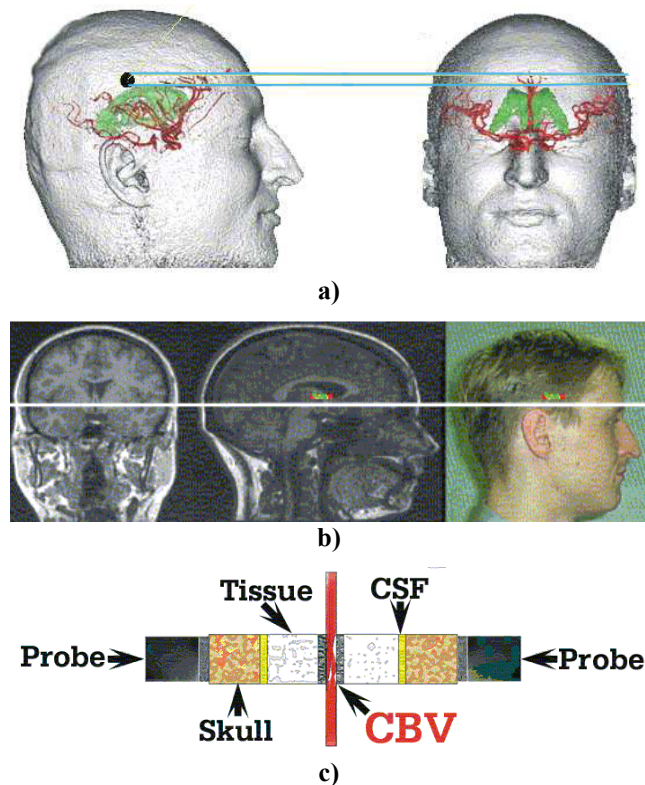 a)
b)
Tissue
CSF
Probe
Probe
Skull
CBV
c)